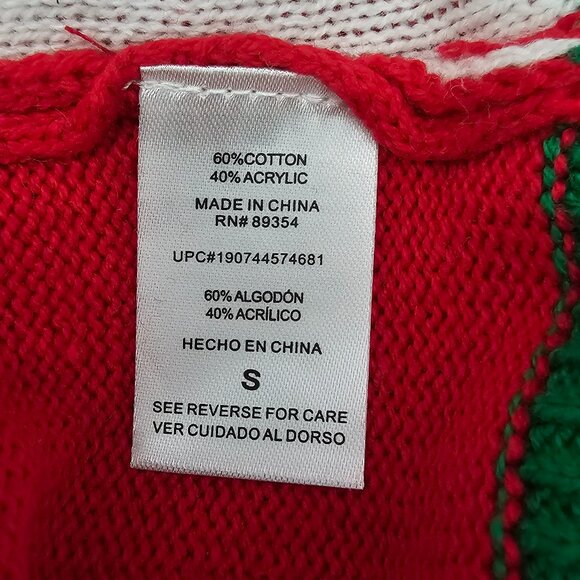 60%COTTON
40% ACRYLIC
MADE IN CHINA
RN# 89354
UPC#190744574681
60%ALGODÓN
40% ACRÍLICO
HECHO EN CHINA
S
SEE REVERSE FOR CARE
VER CUIDADO AL DORSO